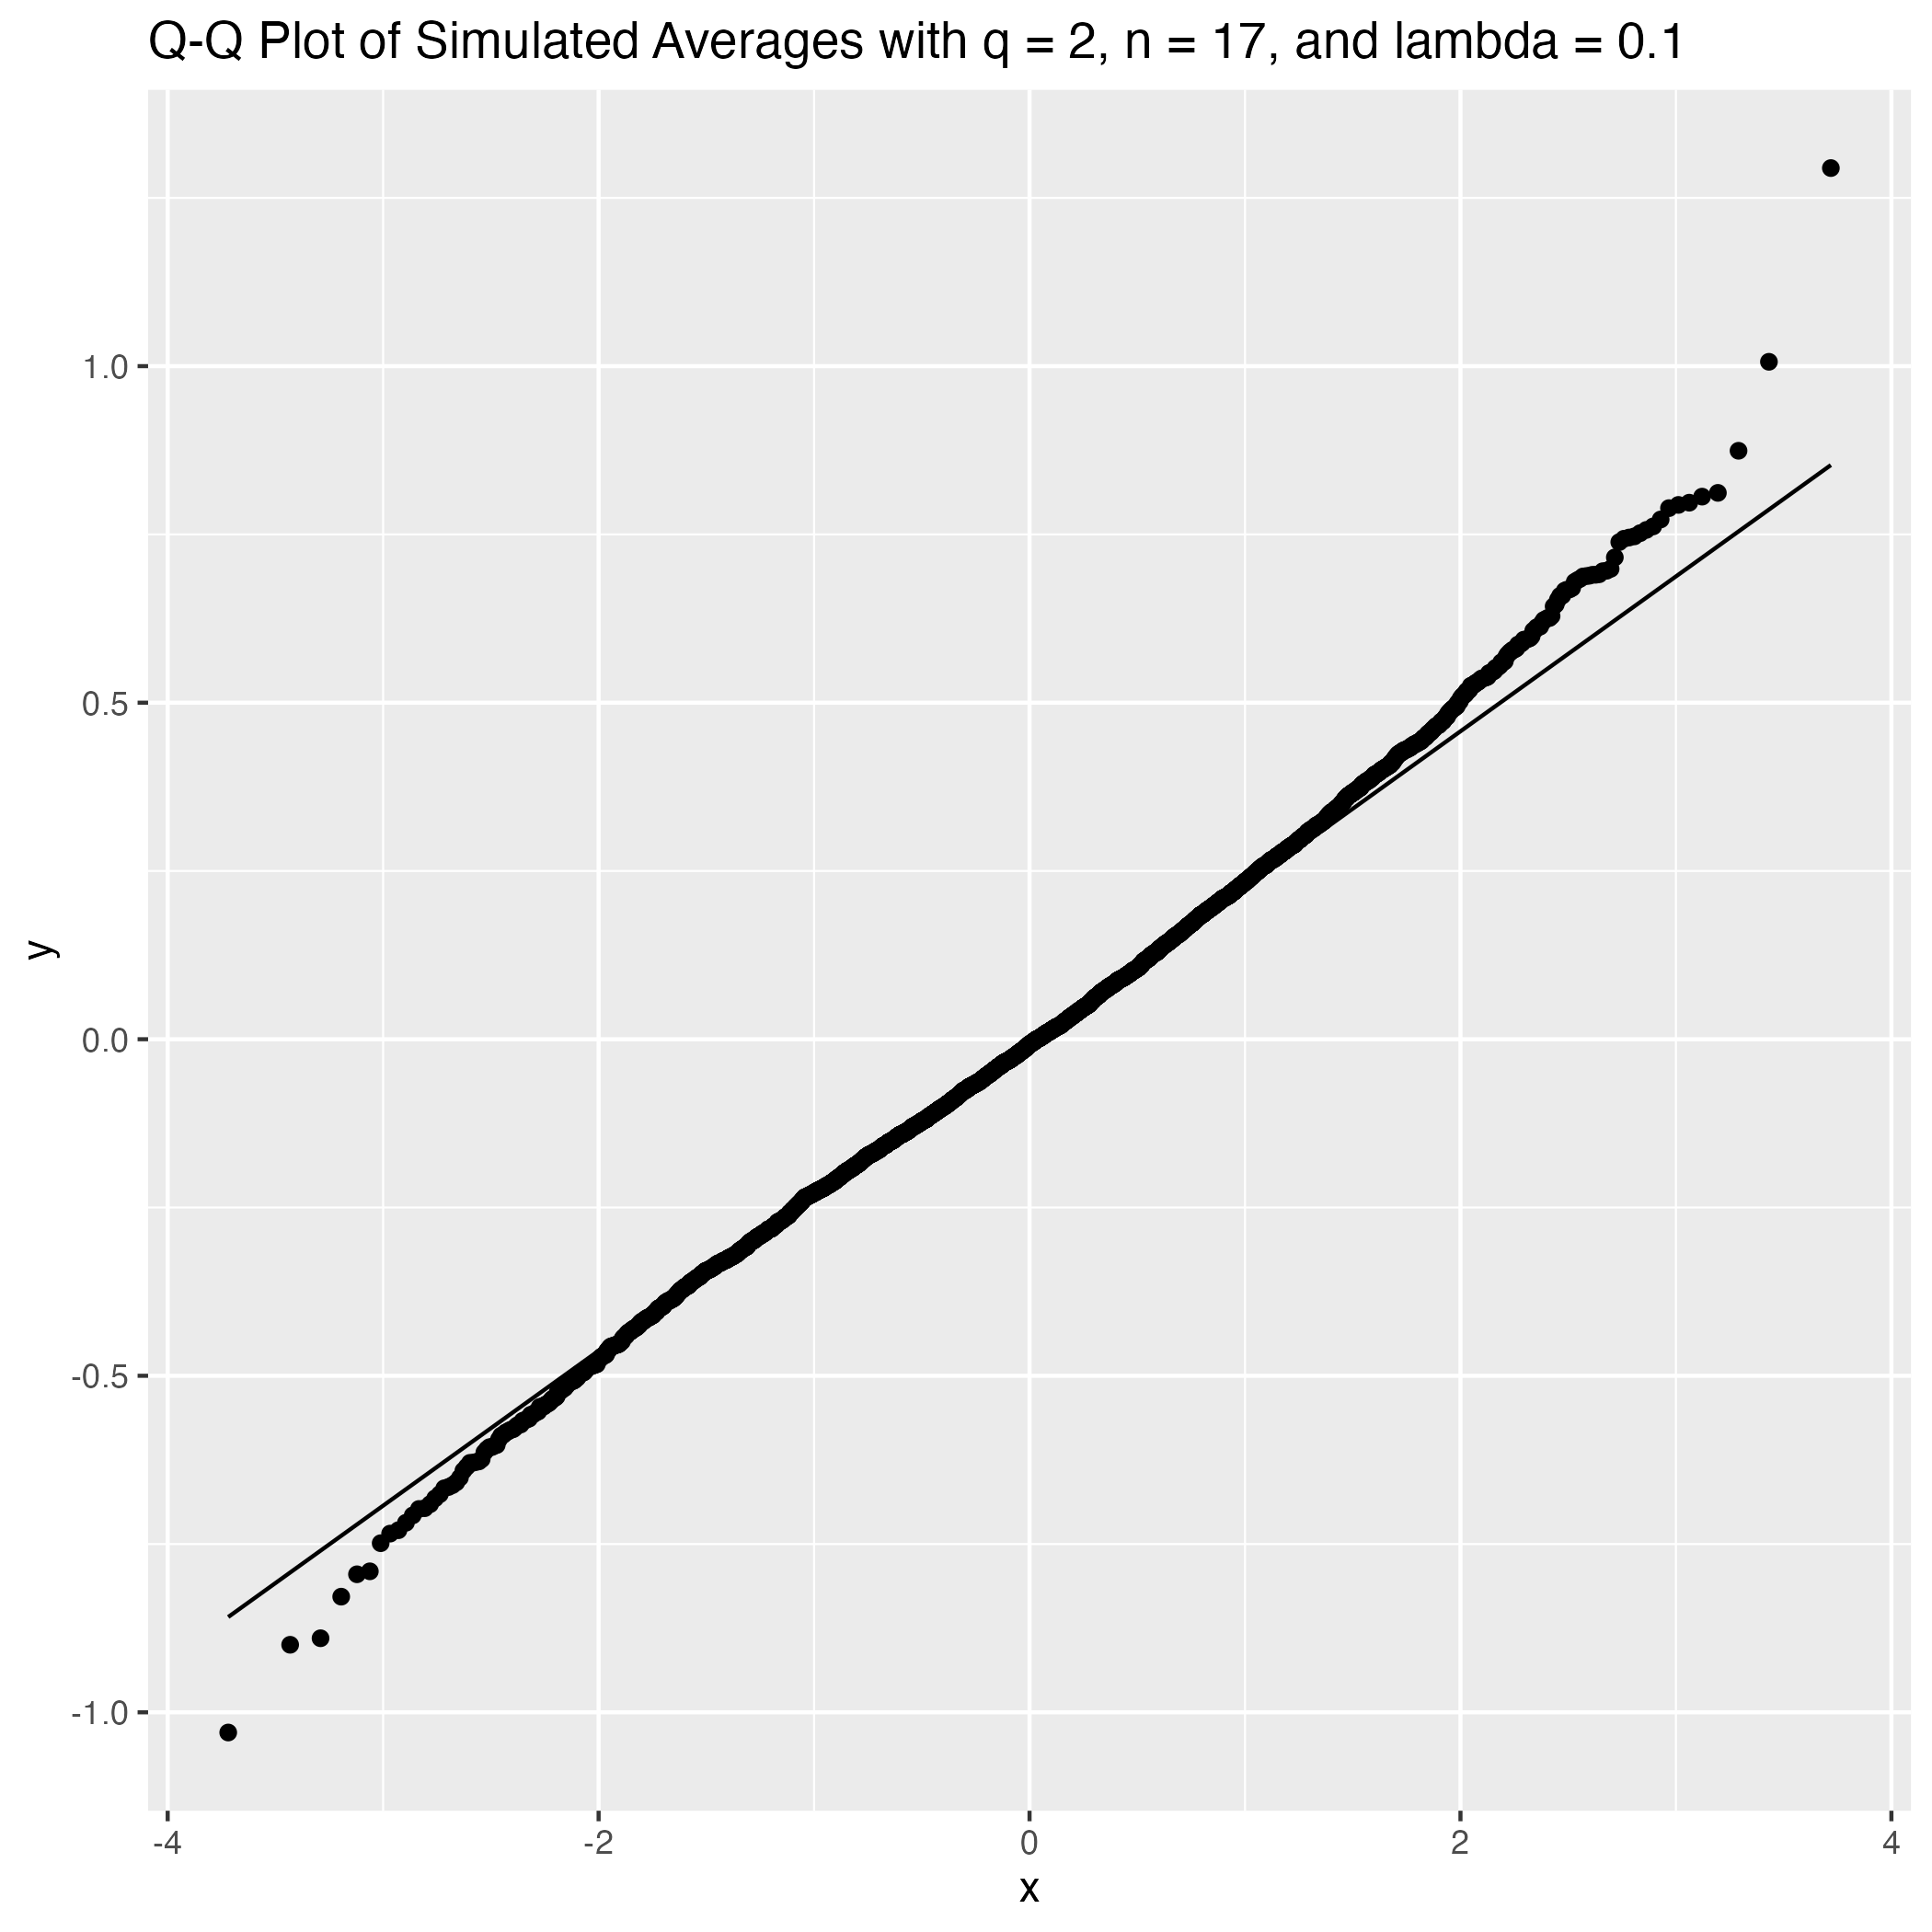 Q-Q Plot of Simulated Averages with q = 2, n = 17, and lambda = 0.1
1.0
0.5
0.0
-0.5
-1.0
y
-4 -2 0 2 4
x